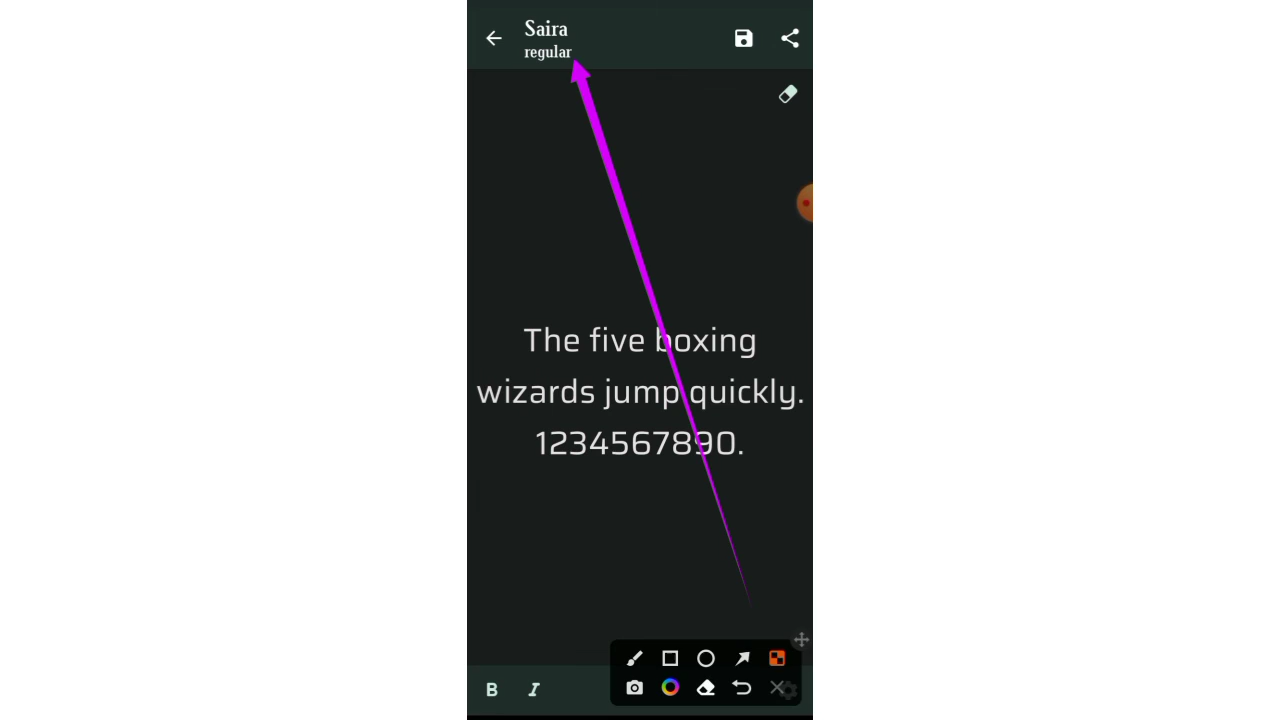 Saira
regular
The five boxing
wizards jump quickly.
1234567890.
B I